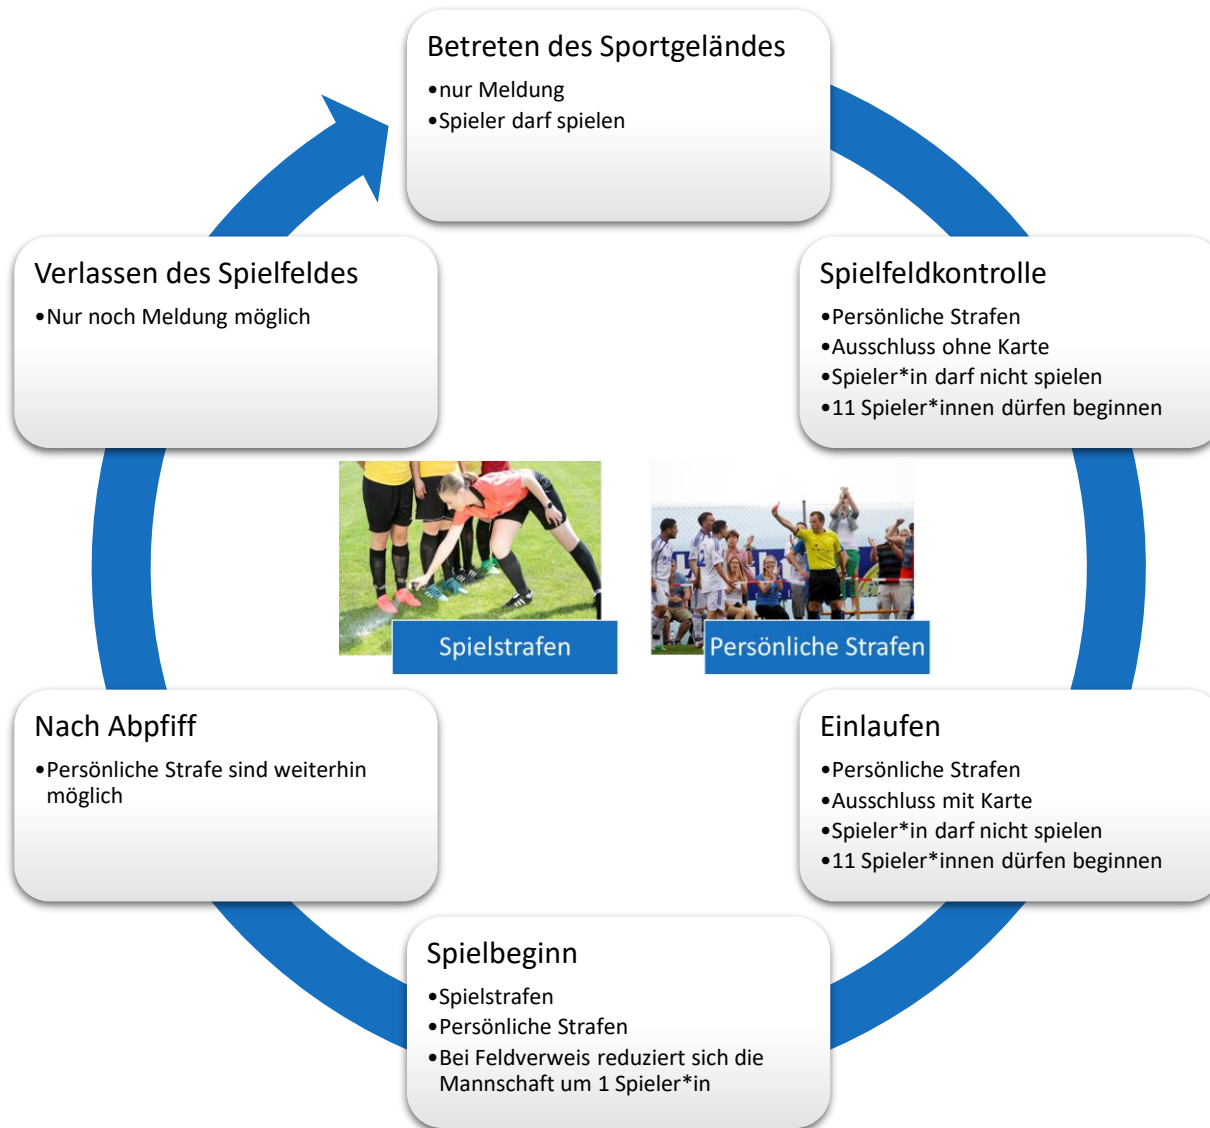 Betreten des Sportgeländes
•nur Meldung
•Spieler darf spielen
Spielfeldkontrolle
•Persönliche Strafen
•Ausschluss ohne Karte
•Spieler*in darf nicht spielen
•11 Spieler*innen dürfen beginnen
Einlaufen
•Persönliche Strafen
•Ausschluss mit Karte
•Spieler*in darf nicht spielen
•11 Spieler*innen dürfen beginnen
Spielbeginn
•Spielstrafen
•Persönliche Strafen
•Bei Feldverweis reduziert sich die
Mannschaft um 1 Spieler*in
Nach Abpfiff
•Persönliche Strafe sind weiterhin
möglich
Verlassen des Spielfeldes
•Nur noch Meldung möglich
Spielstrafen
Persönliche Strafen